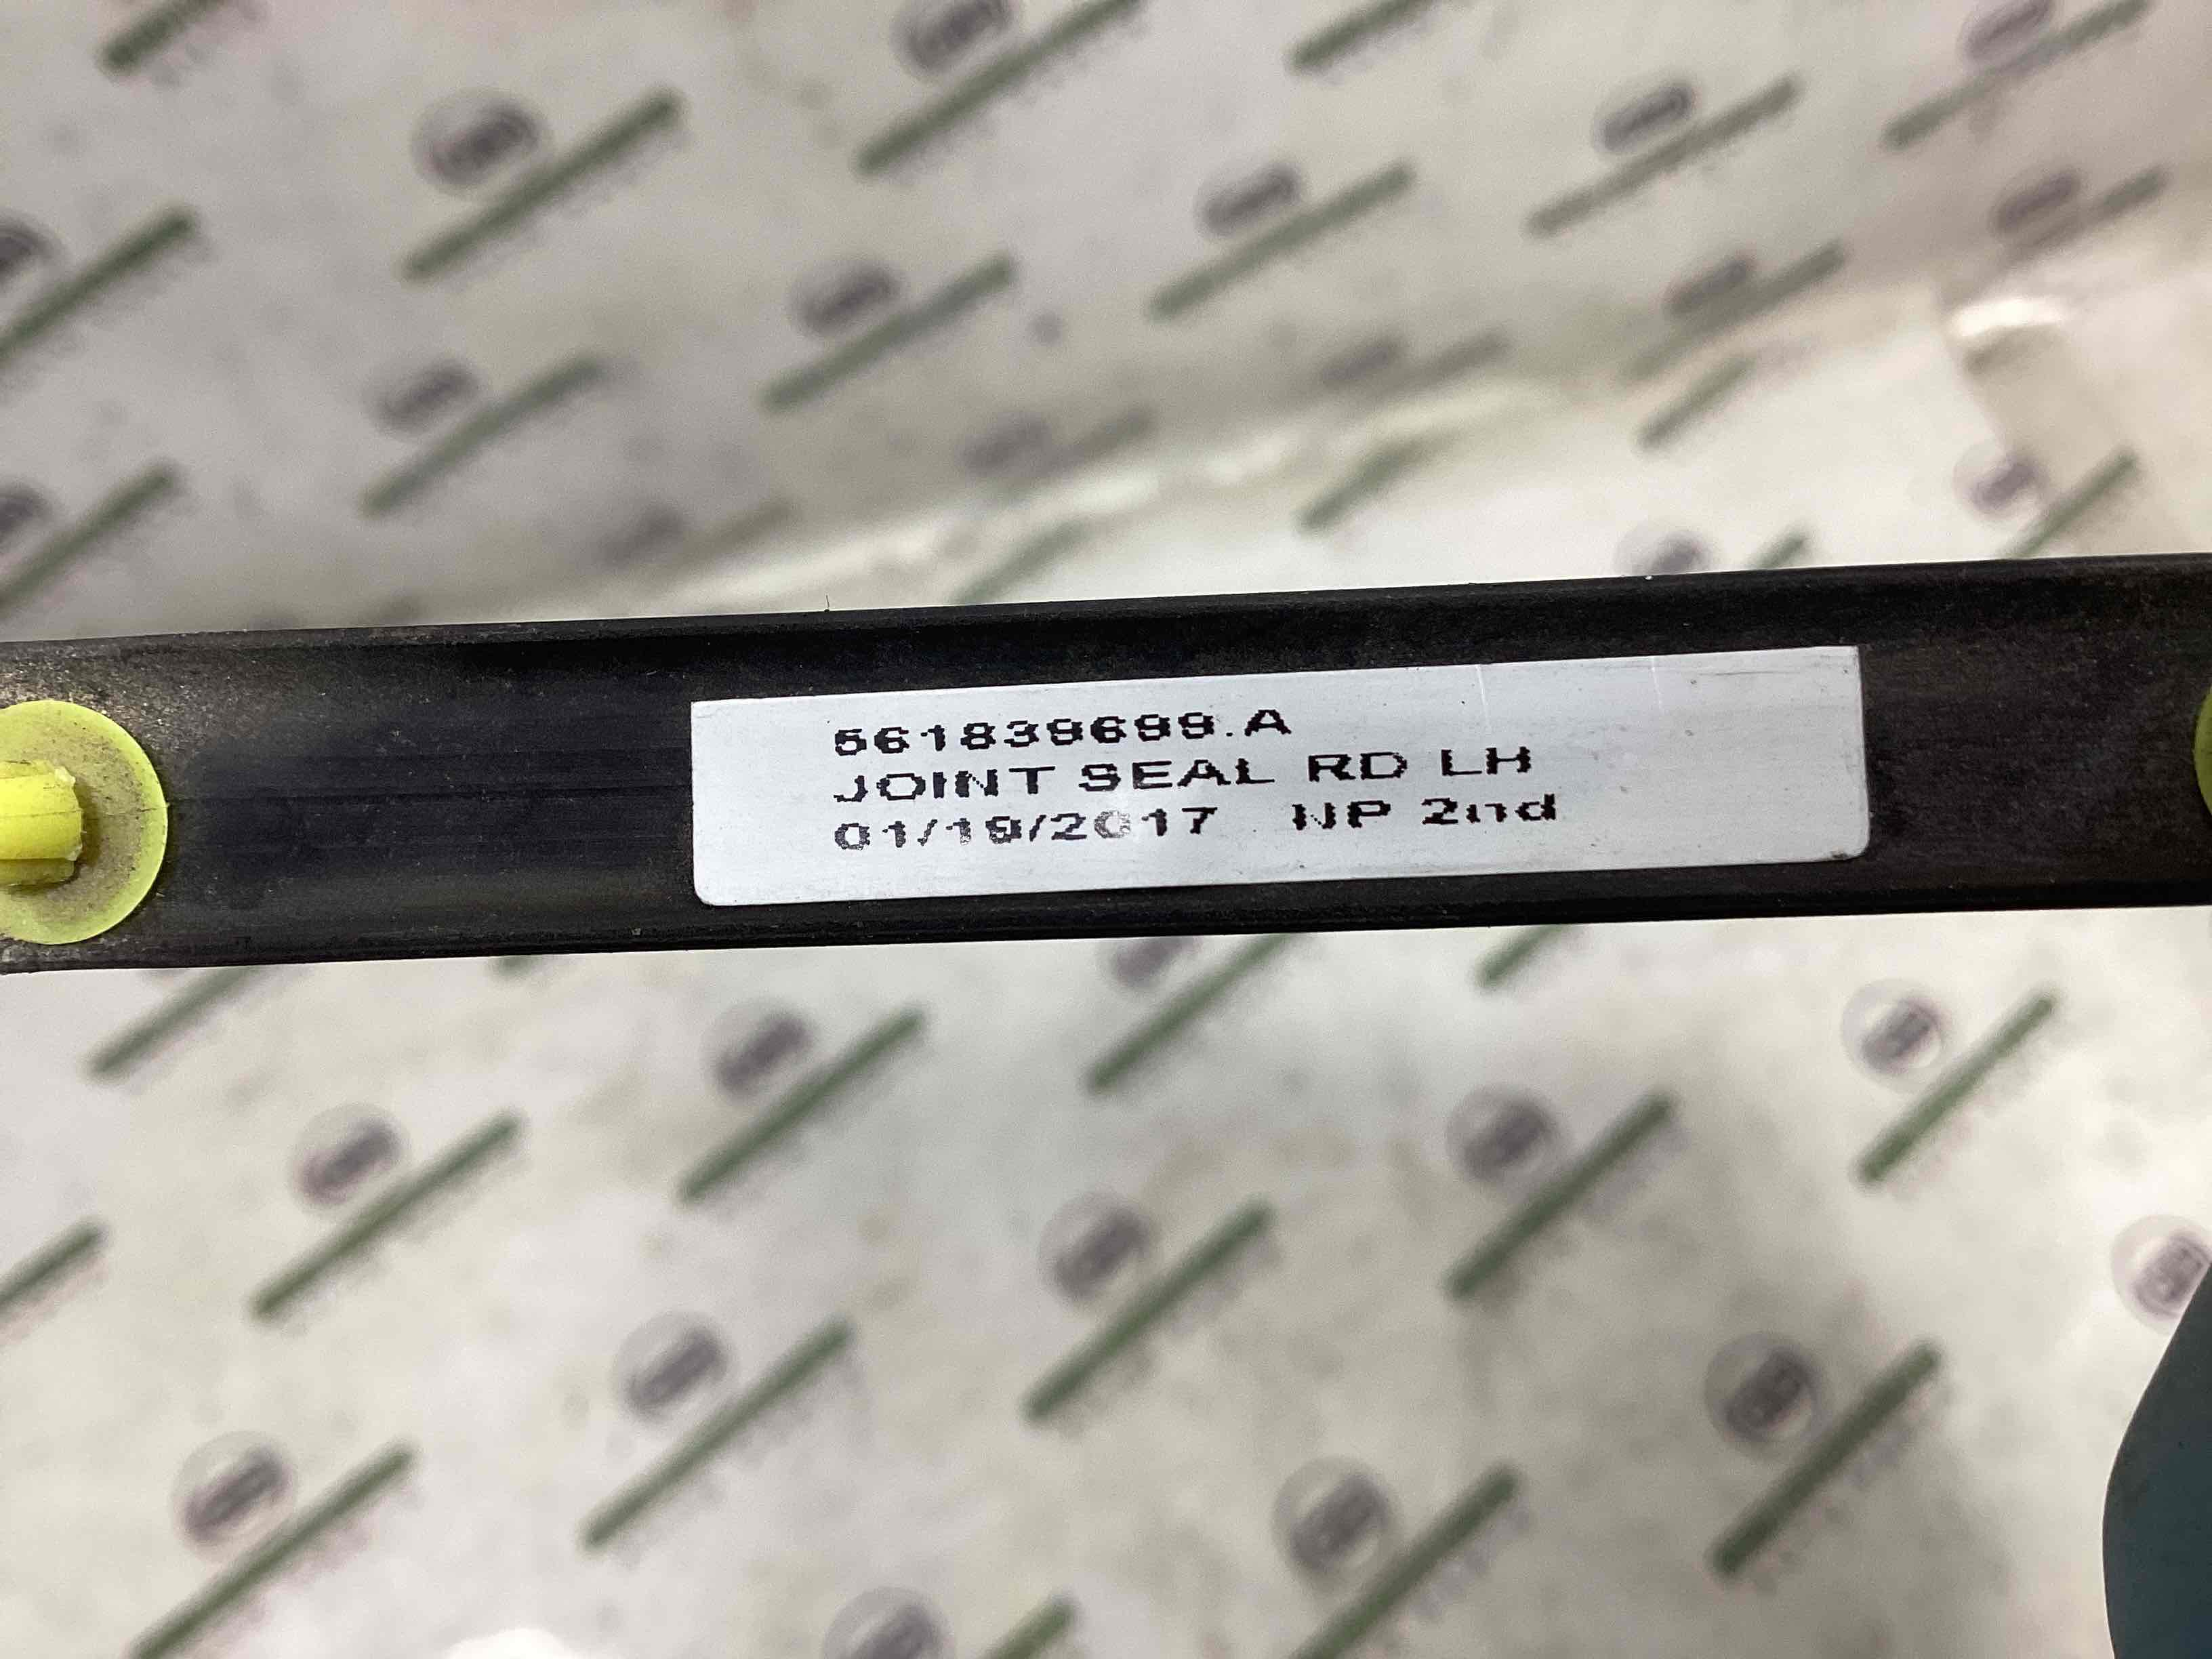 561839699.A
JOINT SEAL RD LH
01/19/2017 NP 2nd